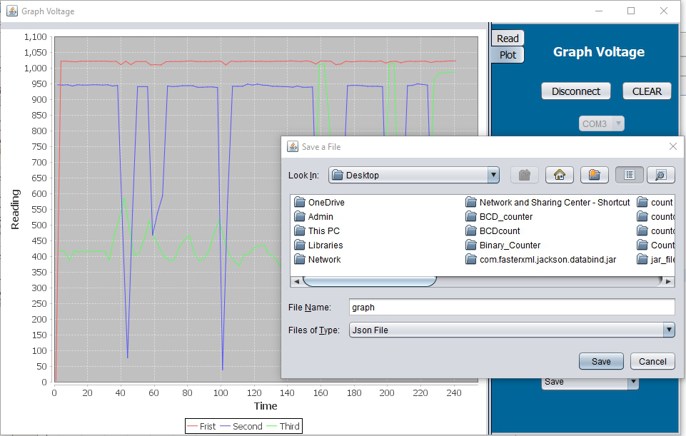 Graph Voltage
1,100
1,050
1,000
950
900
850
800
750
700
650
600
550
500
450
400
350
300
250
200
150
100
50
0
Reading
0 20 40 60 80 100 120 140 160 180 200 220 240
Time
Frist Second Third
Read
Plot
Graph Voltage
Disconnect CLEAR
COM3
Save a File
Look In: Desktop
OneDrive Network and Sharing Center - Shortcut count
Admin BCD_counter
This PC BCDcount
Libraries Binary_Counter
Network com.fasterxml.jackson.databind.jar jar_file
File Name: graph
Files of Type: Json File
Save Cancel
Save